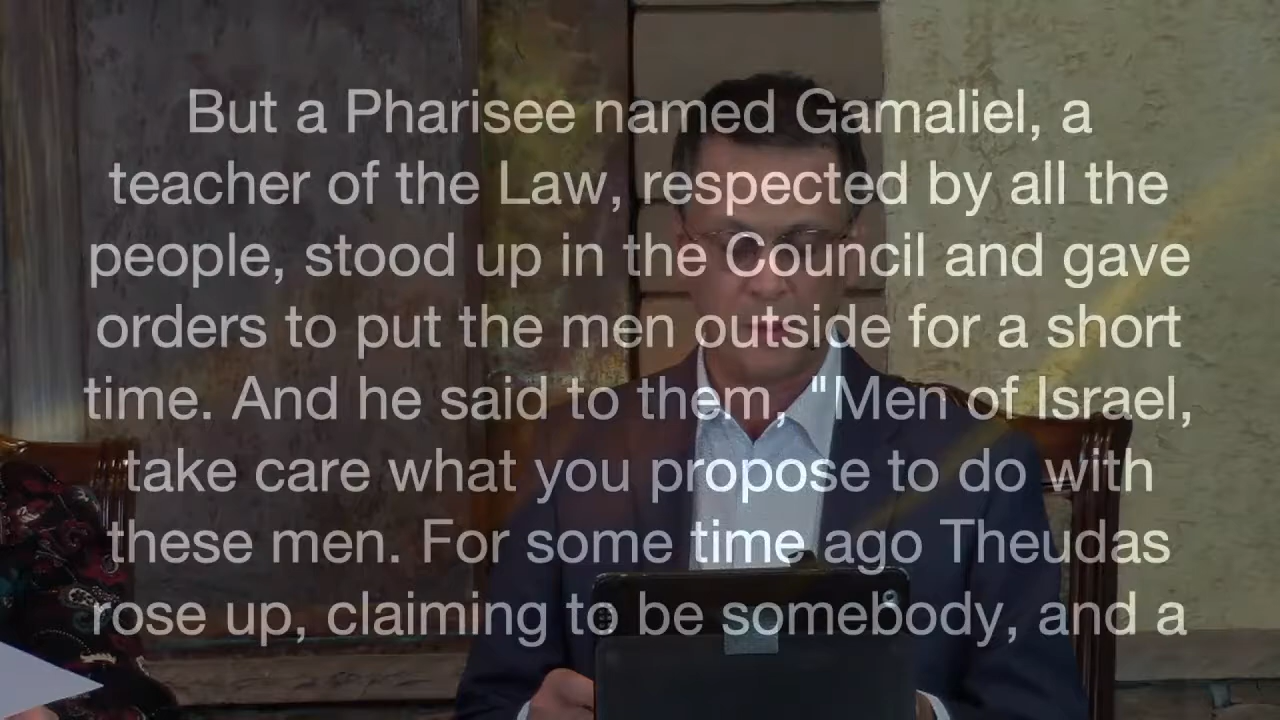 But a Pharisee named Gamaliel, a
teacher of the Law, respected by all the
people, stood up in the Council and gave
orders to put the men outside for a short
time. And he said to them, "Men of Israel,
take care what you propose to do with
these men. For some time ago Theudas
rose up, claiming to be somebody, and a